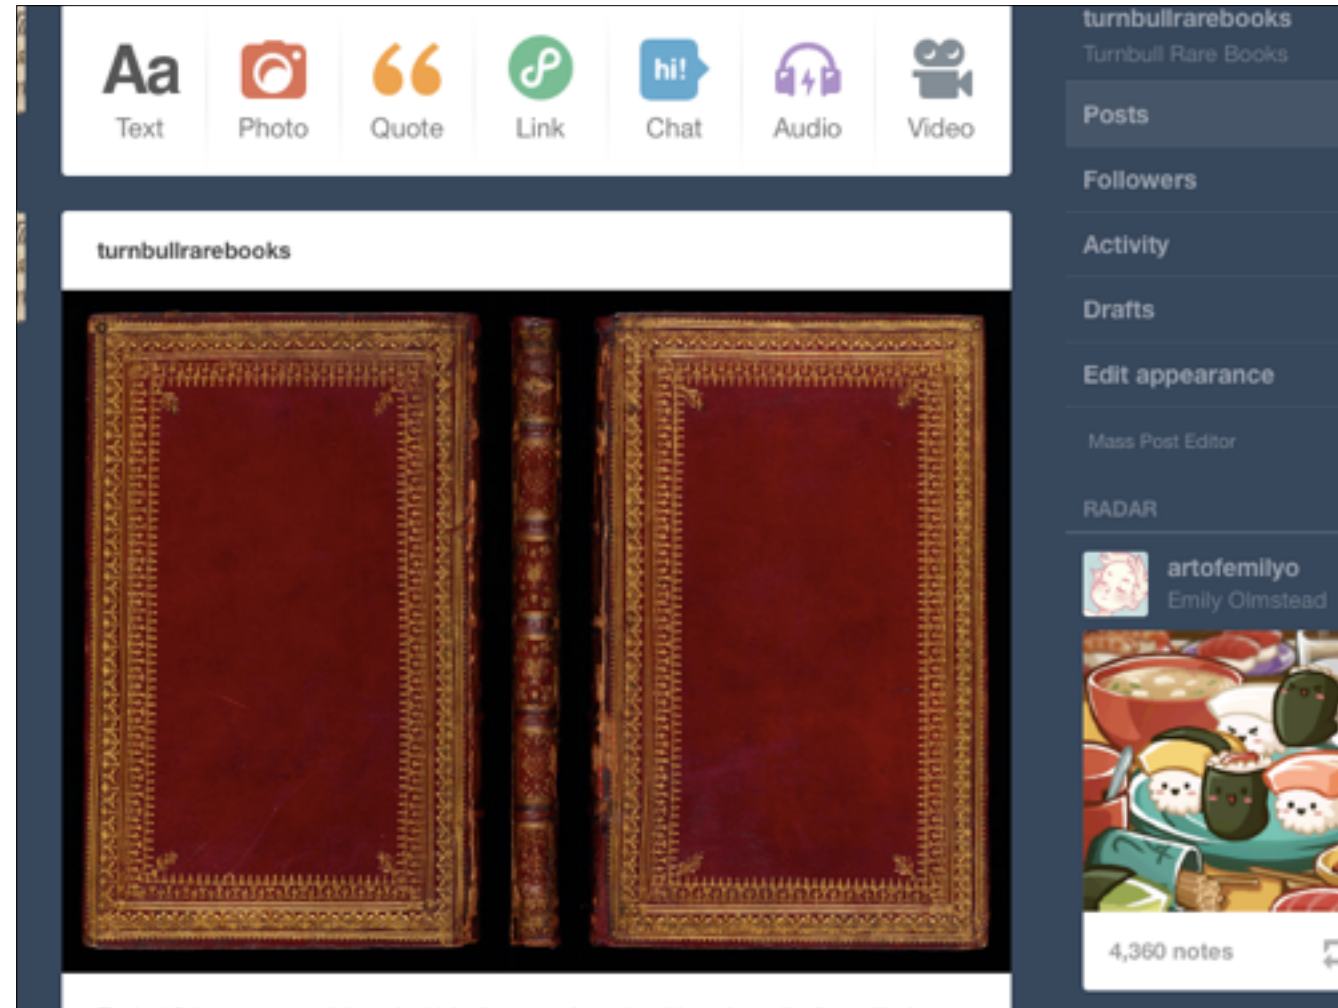 Aa
Text
Photo
Quote
Link
hi!
Chat
Audio
Video
turnbullrarebooks
turnbullrarebooks
Turnbull Rare Books
Posts
Followers
Activity
Drafts
Edit appearance
Mass Post Editor
RADAR
artofemilyo
Emily Olmstead
4,360 notes